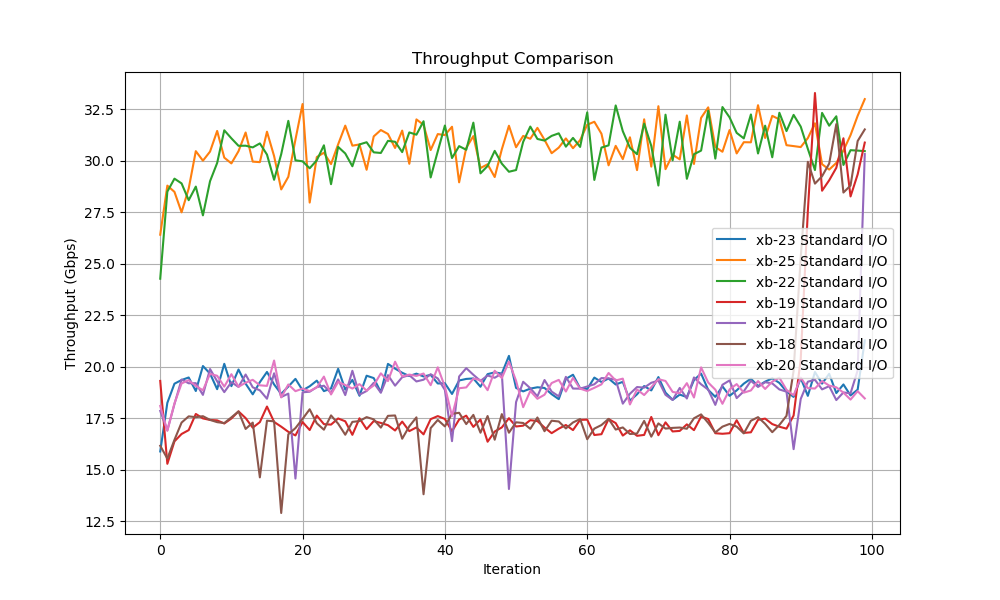 Throughput Comparison
Throughput (Gbps)
32.5
30.0
27.5
25.0
22.5
20.0
17.5
15.0
12.5
xb-23 Standard I/O
xb-25 Standard I/O
xb-22 Standard I/O
xb-19 Standard I/O
xb-21 Standard I/O
xb-18 Standard I/O
xb-20 Standard I/O
0 20 40 60 80 100
Iteration